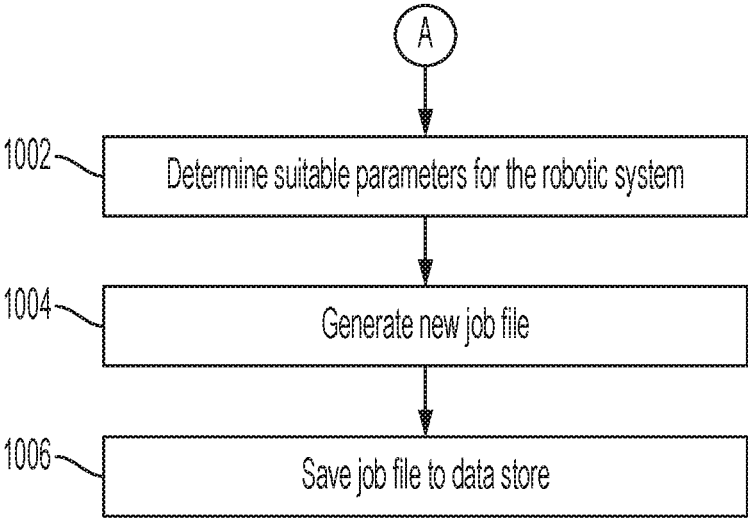 A
1002
Determine suitable parameters for the robotic system
1004
Generate new job file
1006
Save job file to data store